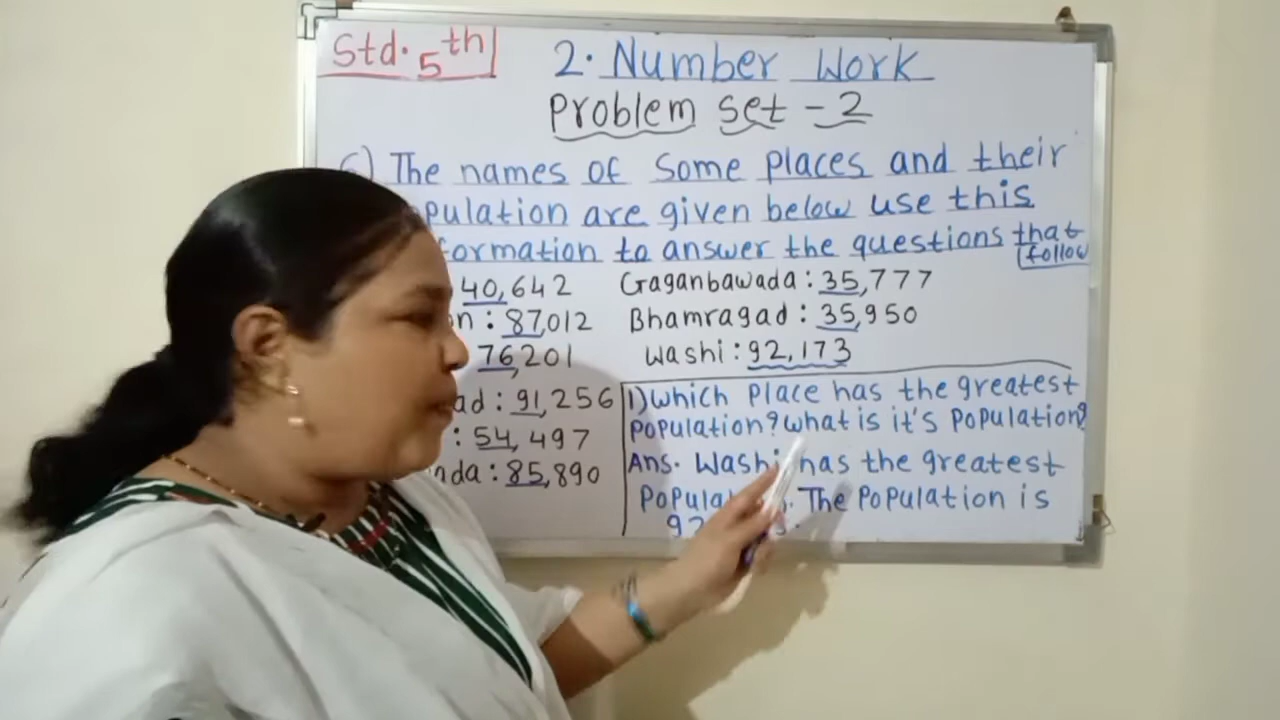 Std. 5th
2. Number Work
Problem set - 2
The names of some places and their
pulation are given below use this
formation to answer the questions that
follow
40,642 Gaganbawada : 35,777
n : 87,012 Bhamragad : 35,950
76,201 Washi : 92,173
ad : 91,256
: 54,497
nda : 85,890
1) Which Place has the greatest
population? What is it's population?
Ans. Washi has the greatest
The Population is